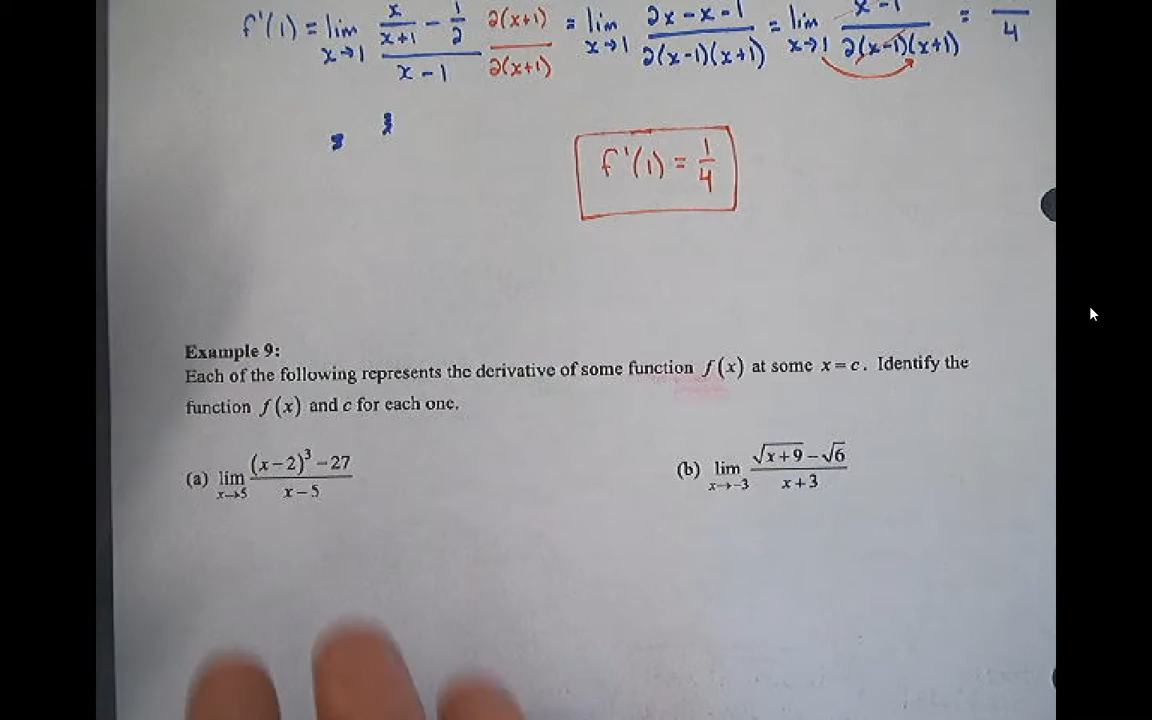 f'(1) = lim x→1 (x/(x+1) − 1/2)/(x − 1) · 2(x+1)/2(x+1) = lim x→1 (2x − x − 1)/(2(x−1)(x+1)) = lim x→1 (x − 1)/(2(x−1)(x+1)) = /4
f'(1) = 1/4
Example 9:
Each of the following represents the derivative of some function f(x) at some x = c. Identify the
function f(x) and c for each one.
(a) lim x→5 ((x−2)³ − 27)/(x−5) (b) lim x→−3 (√(x+9) − √6)/(x+3)